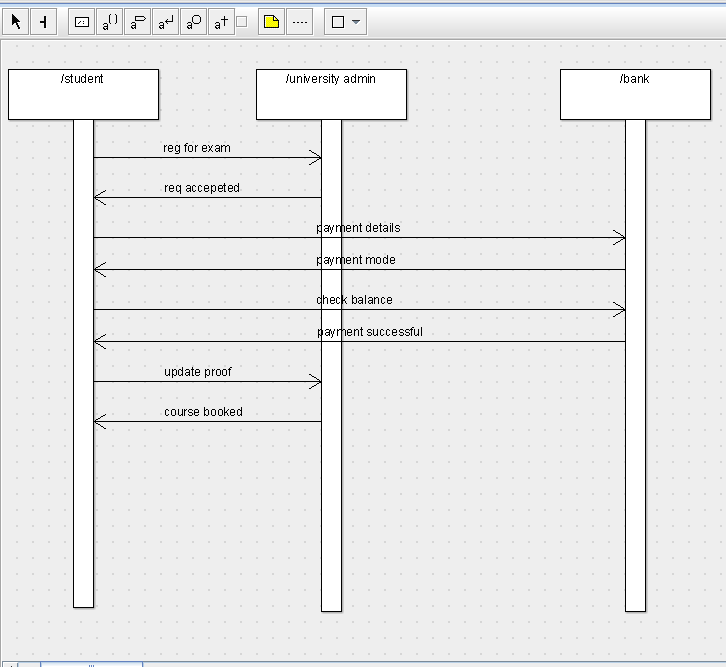 /student
/university admin
/bank
reg for exam
req accepeted
payment details
payment mode
check balance
payment successful
update proof
course booked